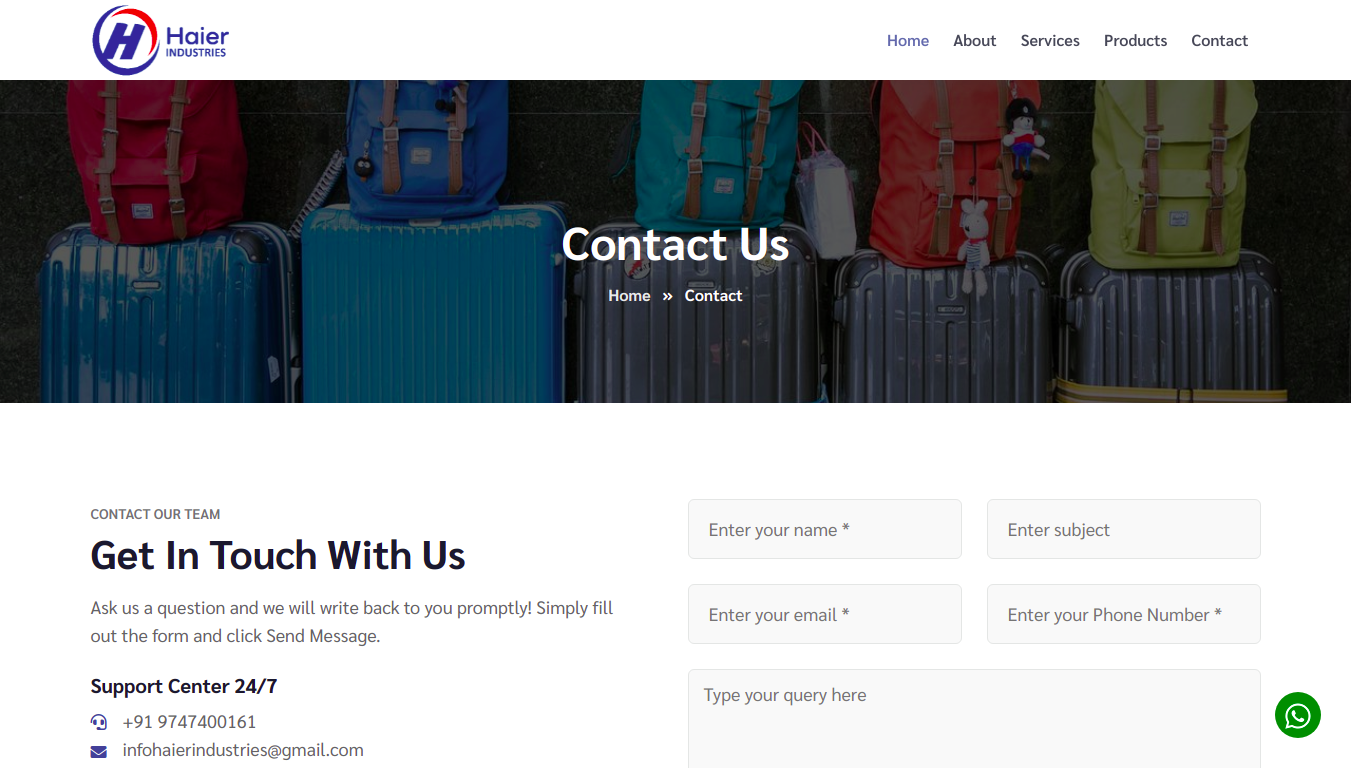 Haier
INDUSTRIES
Home
About
Services
Products
Contact
Contact Us
Home » Contact
CONTACT OUR TEAM
Get In Touch With Us
Ask us a question and we will write back to you promptly! Simply fill
out the form and click Send Message.
Support Center 24/7
+91 9747400161
infohaierindustries@gmail.com
Enter your name *
Enter subject
Enter your email *
Enter your Phone Number *
Type your query here